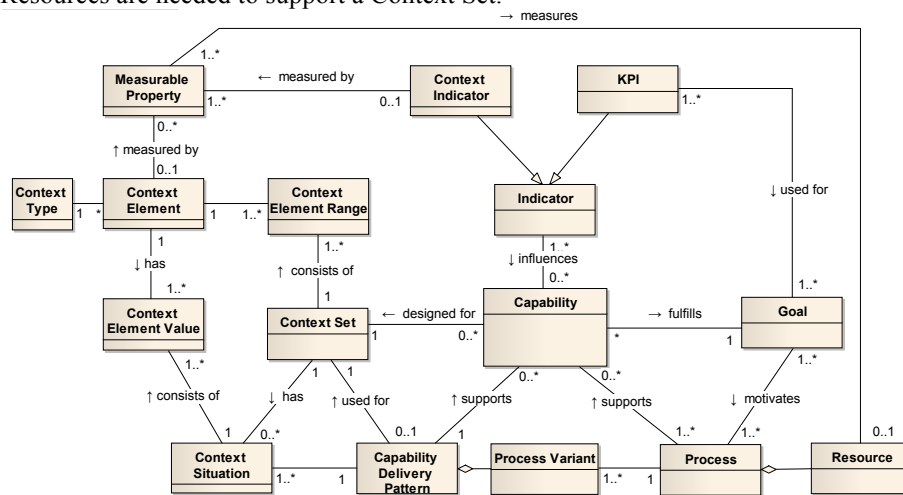 Resources are needed to support a Context Set.
→ measures
1..*
Measurable
Property
← measured by
1..*
0..1
Context
Indicator
KPI
1..*
0..*
↑ measured by
0..1
↓ used for
Context
Type
1
*
Context
Element
1
1..*
Context
Element Range
Indicator
1
↓ has
1..*
1..*
↑ consists of
1
1..*
↓ influences
0..*
1..*
Context
Element Value
Context Set
← designed for
1
0..*
Capability
→ fulfills
*
1
Goal
1..*
↑ consists of
1
1
↓ has
0..*
1
↑ used for
0..1
0..*
↑ supports
1
0..*
↑ supports
1..*
1..*
↓ motivates
1..*
0..1
Context
Situation
1..*
1
Capability
Delivery
Pattern
Process Variant
1..*
1
Process
Resource